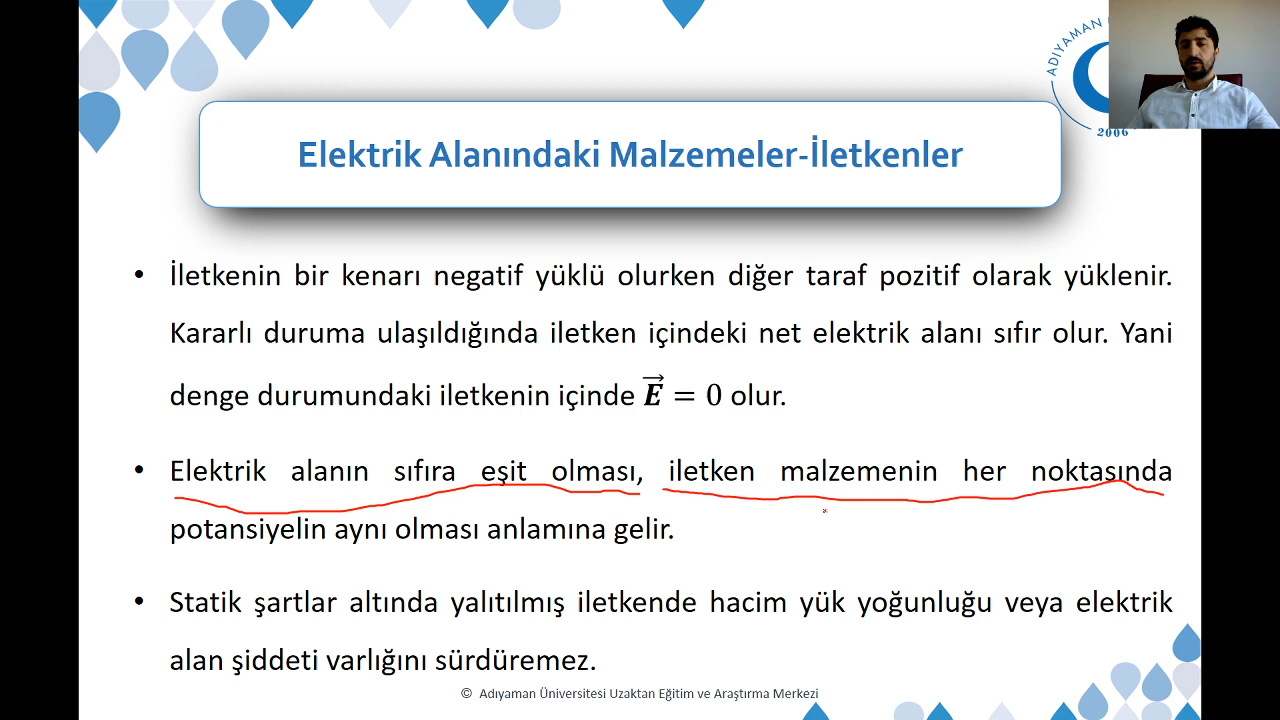 ADIYAMAN
2006
Elektrik Alanındaki Malzemeler-İletkenler
• İletkenin bir kenarı negatif yüklü olurken diğer taraf pozitif olarak yüklenir.
Kararlı duruma ulaşıldığında iletken içindeki net elektrik alanı sıfır olur. Yani
denge durumundaki iletkenin içinde E⃗ = 0 olur.
• Elektrik alanın sıfıra eşit olması, iletken malzemenin her noktasında
potansiyelin aynı olması anlamına gelir.
• Statik şartlar altında yalıtılmış iletkende hacim yük yoğunluğu veya elektrik
alan şiddeti varlığını sürdüremez.
© Adıyaman Üniversitesi Uzaktan Eğitim ve Araştırma Merkezi